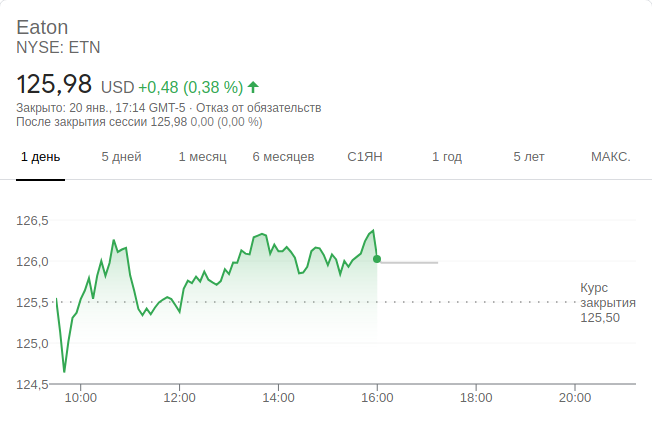 Eaton
NYSE: ETN
125,98 USD +0,48 (0,38 %)
Закрыто: 20 янв., 17:14 GMT-5 · Отказ от обязательств
После закрытия сессии 125,98 0,00 (0,00 %)
1 день 5 дней 1 месяц 6 месяцев С1ЯН 1 год 5 лет МАКС.
126,5
126,0
125,5
125,0
124,5
Курс
закрытия
125,50
10:00 12:00 14:00 16:00 18:00 20:00